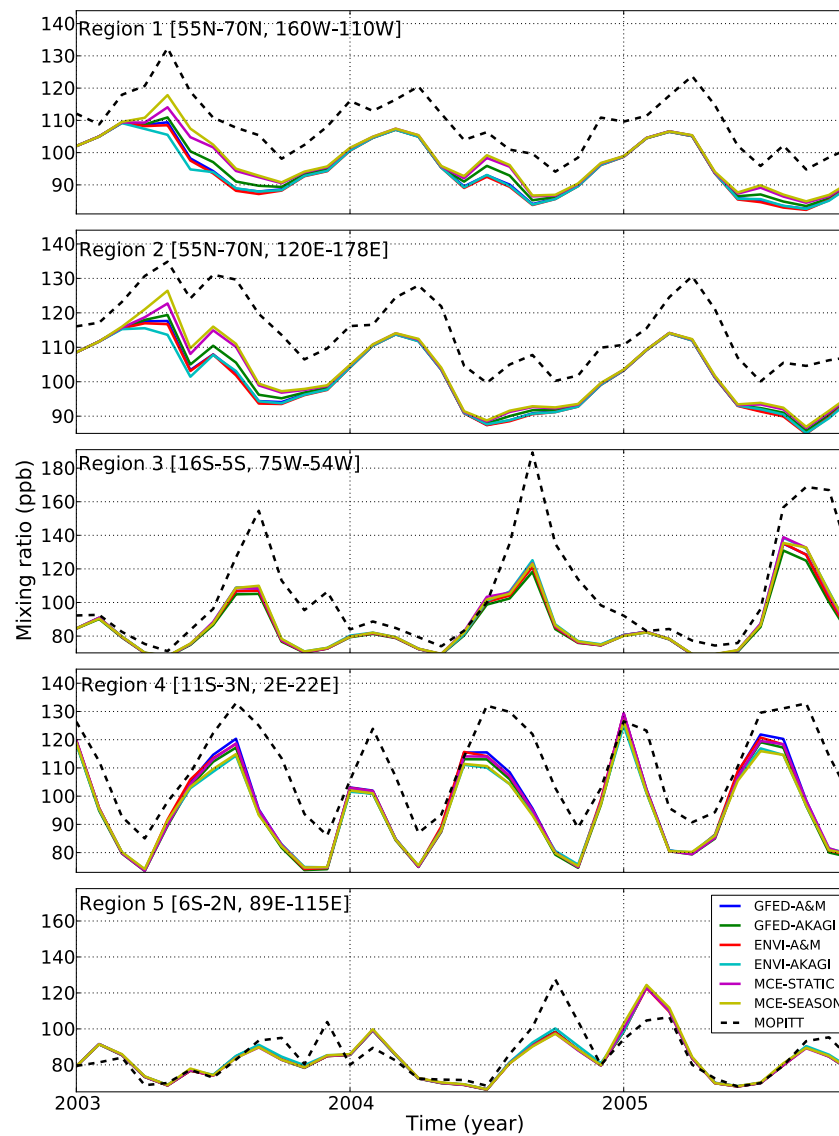 140
Region 1 [55N-70N, 160W-110W]
130
120
110
100
90
140
Region 2 [55N-70N, 120E-178E]
130
120
110
100
90
180
Region 3 [16S-5S, 75W-54W]
160
140
120
100
80
Mixing ratio (ppb)
140
Region 4 [11S-3N, 2E-22E]
130
120
110
100
90
80
160
Region 5 [6S-2N, 89E-115E]
140
120
100
80
GFED-A&M
GFED-AKAGI
ENVI-A&M
ENVI-AKAGI
MCE-STATIC
MCE-SEASON
MOPITT
2003 2004 2005
Time (year)